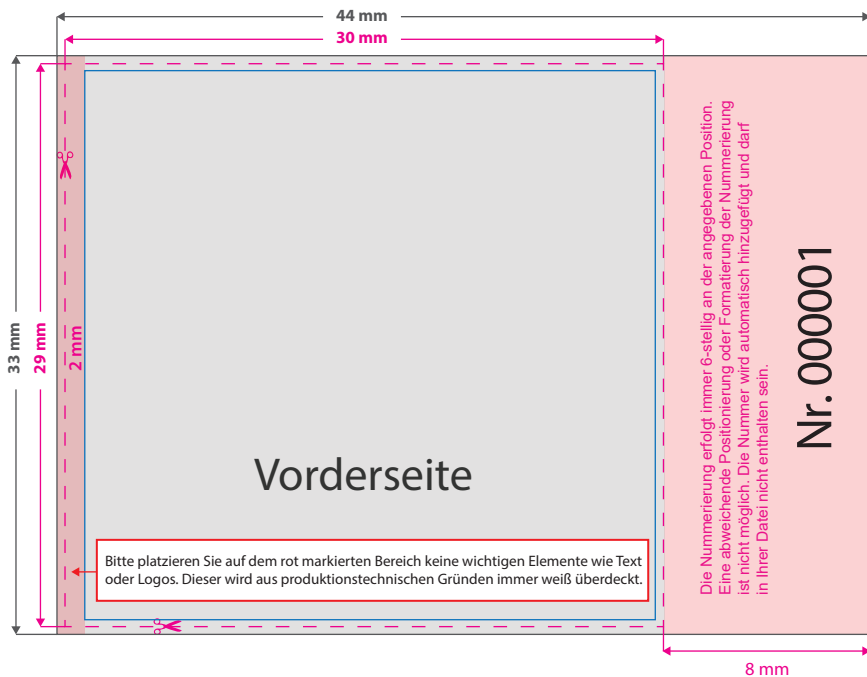 44 mm
30 mm
33 mm
29 mm
2 mm
Vorderseite
Bitte platzieren Sie auf dem rot markierten Bereich keine wichtigen Elemente wie Text
oder Logos. Dieser wird aus produktionstechnischen Gründen immer weiß überdeckt.
Die Nummerierung erfolgt immer 6-stellig an der angegebenen Position.
Eine abweichende Positionierung oder Formatierung der Nummerierung
ist nicht möglich. Die Nummer wird automatisch hinzugefügt und darf
in Ihrer Datei nicht enthalten sein.
Nr. 000001
8 mm